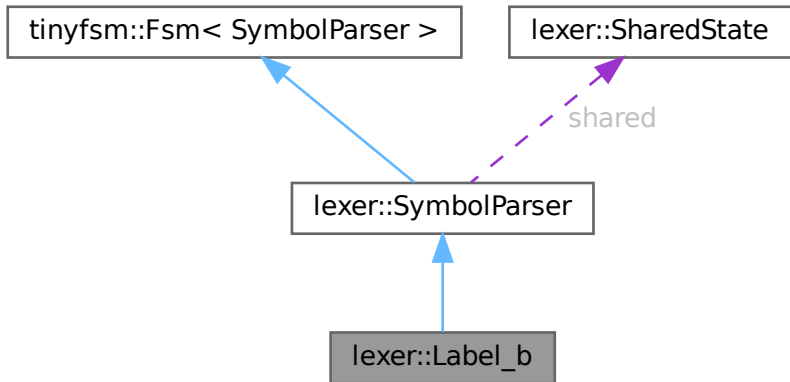 tinyfsm::Fsm< SymbolParser >
lexer::SharedState
shared
lexer::SymbolParser
lexer::Label_b